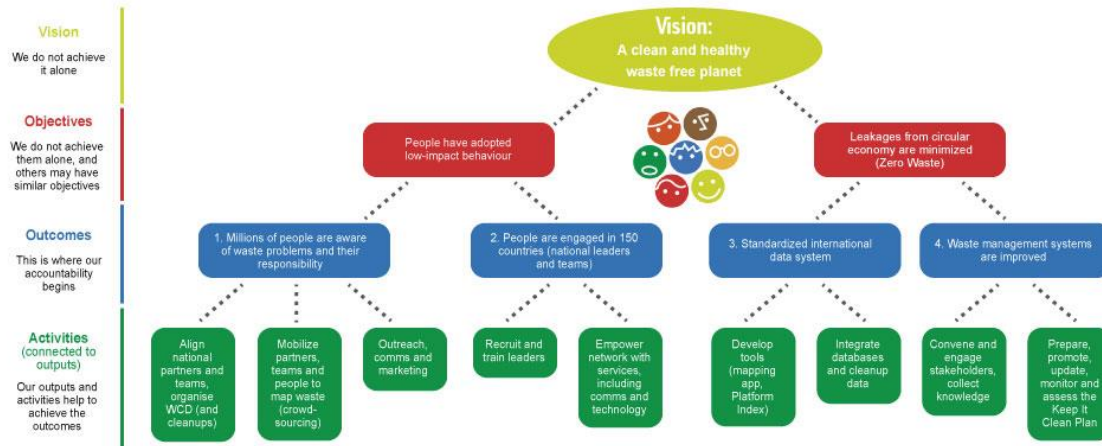 Vision
We do not achieve
it alone
Vision:
A clean and healthy
waste free planet
Objectives
We do not achieve
them alone, and
others may have
similar objectives
People have adopted
low-impact behaviour
Leakages from circular
economy are minimized
(Zero Waste)
Outcomes
This is where our
accountability
begins
1. Millions of people are aware
of waste problems and their
responsibility
2. People are engaged in 150
countries (national leaders
and teams)
3. Standardized international
data system
4. Waste management systems
are improved
Activities
(connected to
outputs)
Our outputs and
activities help to
achieve the
outcomes
Align
national
partners
and teams,
organise
WCD (and
cleanups)
Mobilize
partners,
teams and
people to
map waste
(crowd-
sourcing)
Outreach,
comms and
marketing
Recruit and
train leaders
Empower
network with
services,
including
comms and
technology
Develop
tools
(mapping
app,
Platform
Index)
Integrate
databases
and cleanup
data
Convene and
engage
stakeholders,
collect
knowledge
Prepare,
promote,
update,
monitor and
assess the
Keep It
Clean Plan